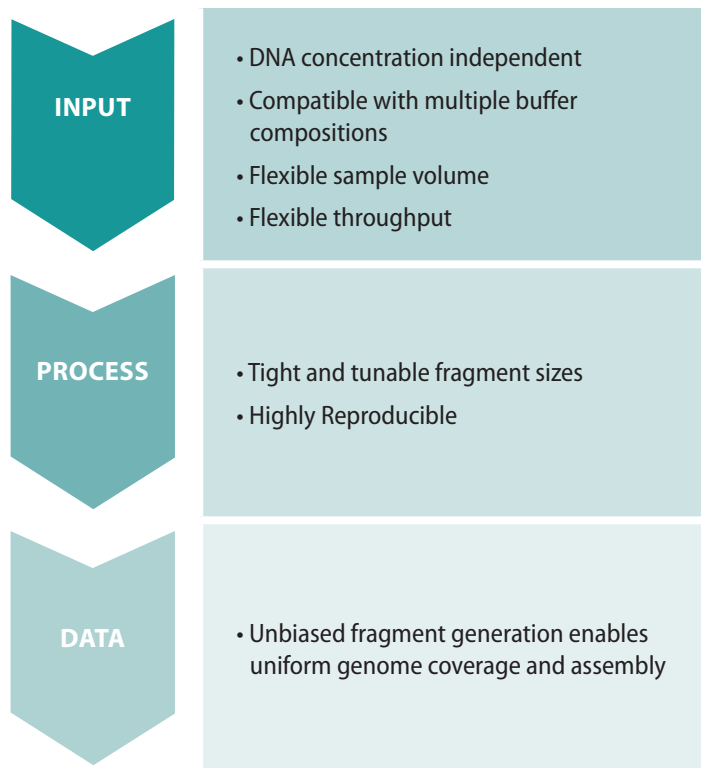 INPUT
• DNA concentration independent
• Compatible with multiple buffer
compositions
• Flexible sample volume
• Flexible throughput
PROCESS
• Tight and tunable fragment sizes
• Highly Reproducible
DATA
• Unbiased fragment generation enables
uniform genome coverage and assembly